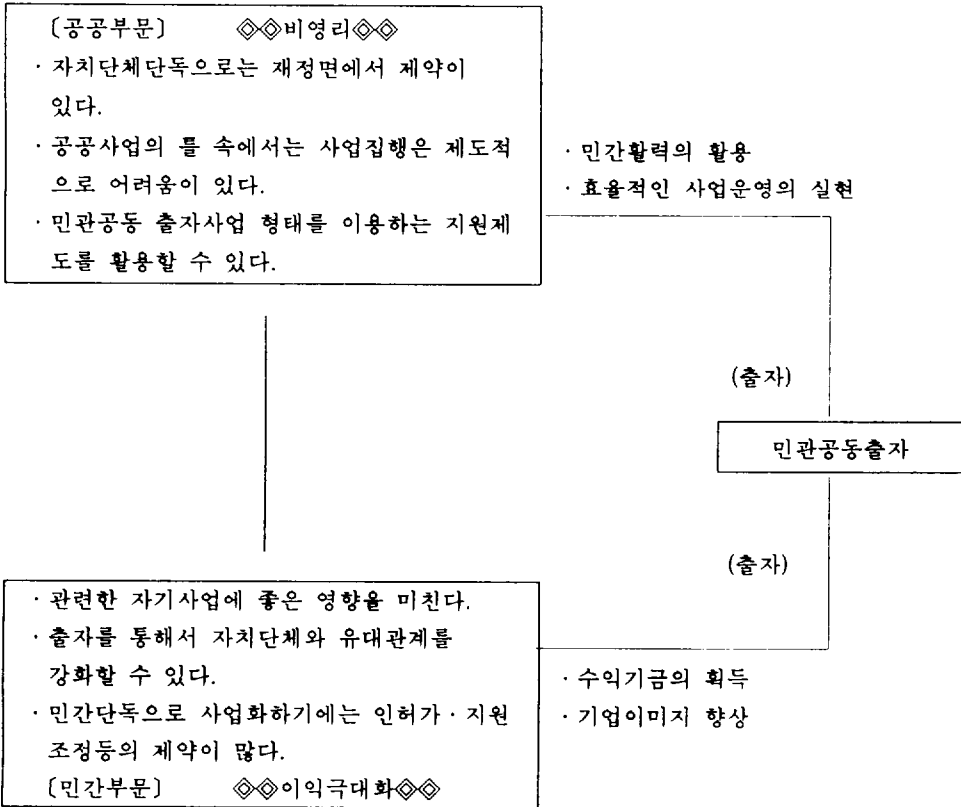 〔공공부문〕 ◇◇비영리◇◇
· 자치단체단독으로는 재정면에서 제약이
있다.
· 공공사업의 틀 속에서는 사업집행은 제도적
으로 어려움이 있다.
· 민관공동 출자사업 형태를 이용하는 지원제
도를 활용할 수 있다.
· 민간활력의 활용
· 효율적인 사업운영의 실현
(출자)
민관공동출자
(출자)
· 관련한 자기사업에 좋은 영향을 미친다.
· 출자를 통해서 자치단체와 유대관계를
강화할 수 있다.
· 민간단독으로 사업화하기에는 인허가 · 지원
조정등의 제약이 많다.
〔민간부문〕 ◇◇이익극대화◇◇
· 수익기금의 획득
· 기업이미지 향상